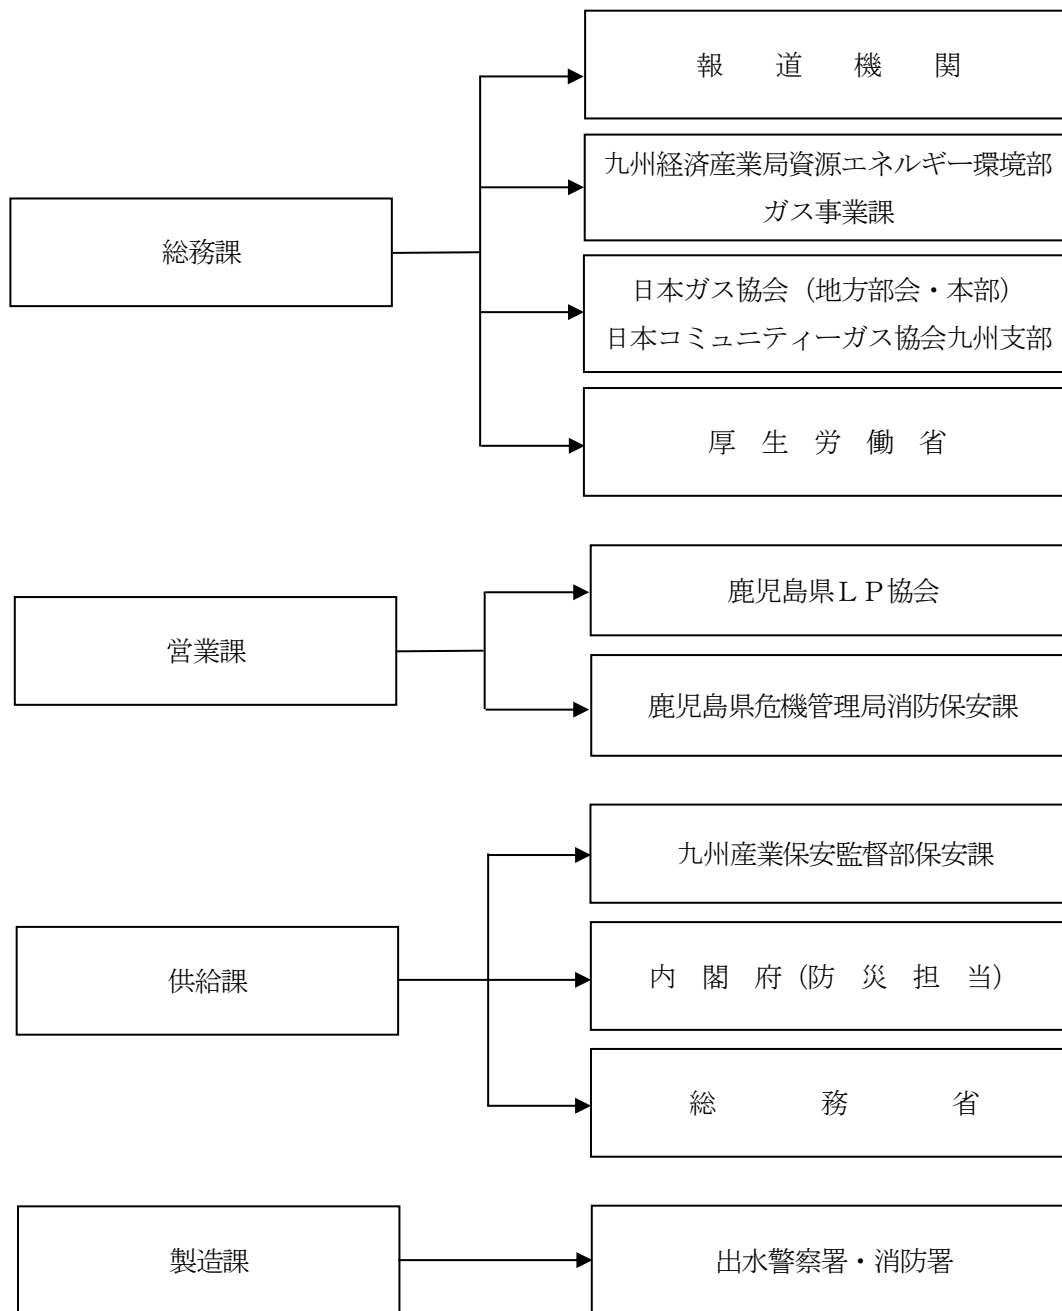 報道機関
総務課
九州経済産業局資源エネルギー環境部
ガス事業課
日本ガス協会（地方部会・本部）
日本コミュニティーガス協会九州支部
厚生労働省
営業課
鹿児島県ＬＰ協会
鹿児島県危機管理局消防保安課
供給課
九州産業保安監督部保安課
内閣府（防災担当）
総務省
製造課
出水警察署・消防署